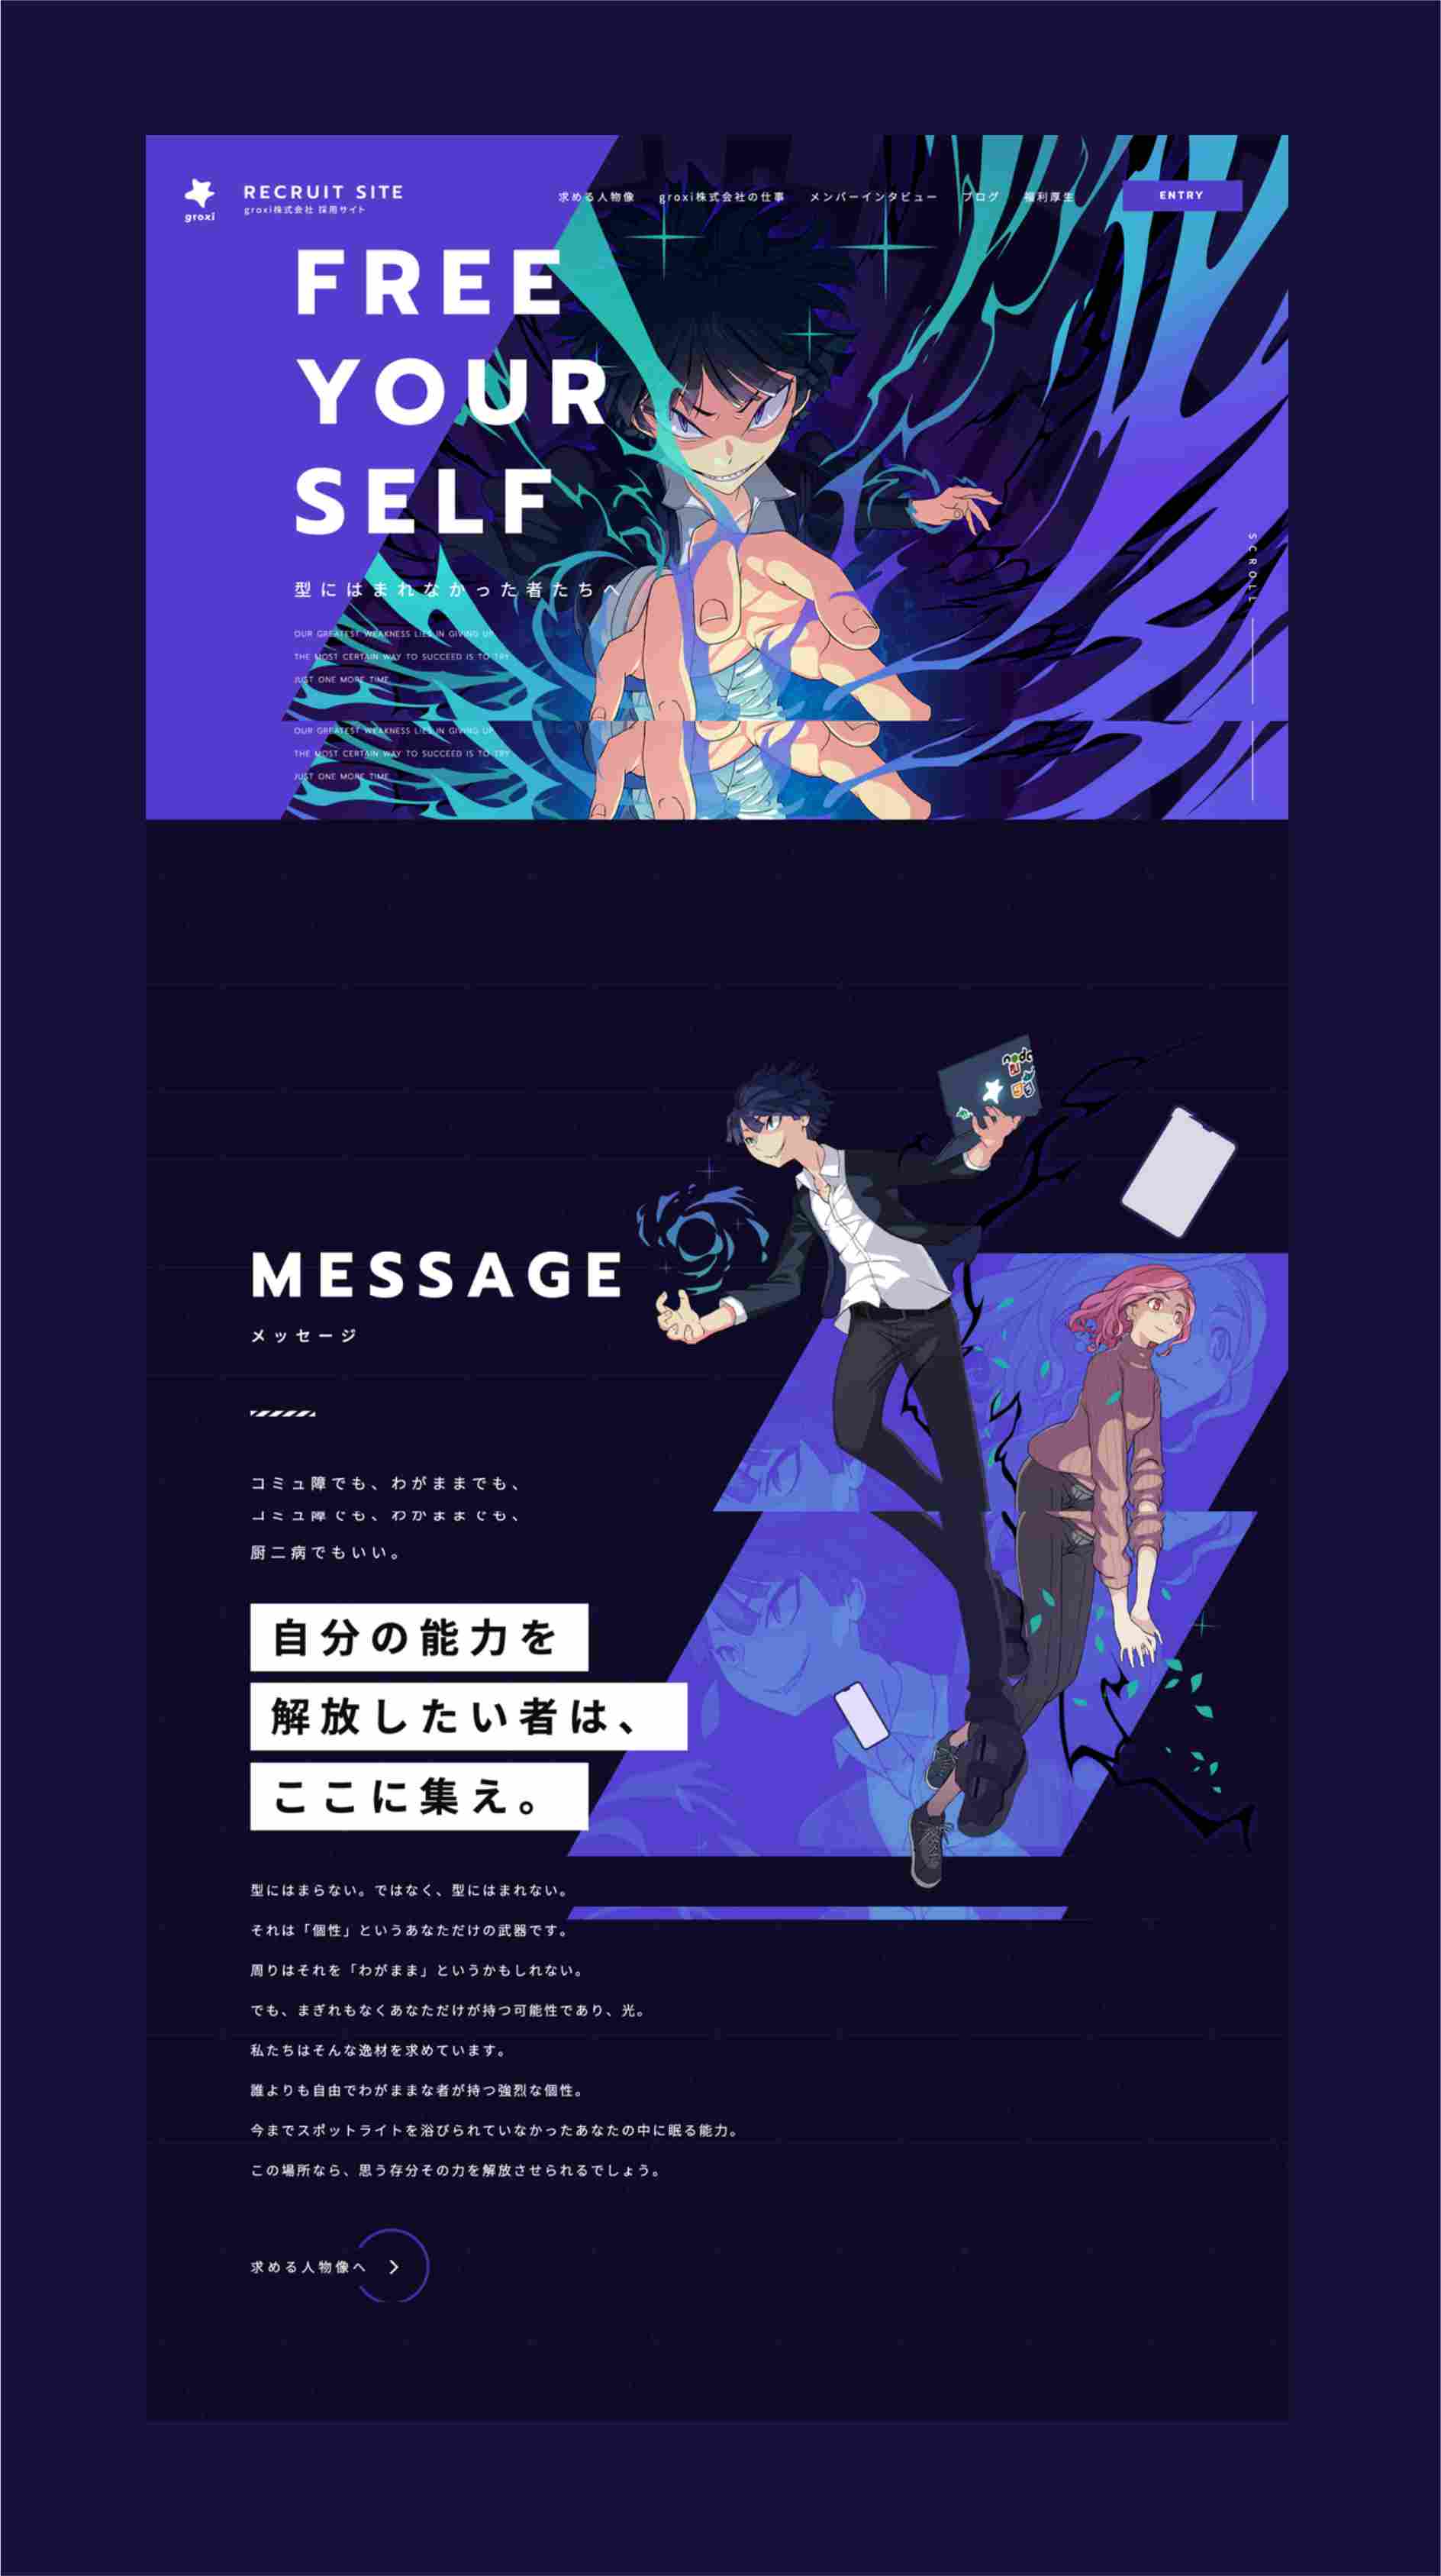 groxi
RECRUIT SITE
groxi株式会社 採用サイト
求める人物像 groxi株式会社の仕事 メンバーインタビュー ブログ 福利厚生
ENTRY
FREE
YOUR
SELF
型にはまれなかった者たちへ
OUR GREATEST WEAKNESS LIES IN GIVING UP
THE MOST CERTAIN WAY TO SUCCEED IS TO TRY
JUST ONE MORE TIME
SCROLL
OUR GREATEST WEAKNESS LIES IN GIVING UP
THE MOST CERTAIN WAY TO SUCCEED IS TO TRY
JUST ONE MORE TIME
node
MESSAGE
メッセージ
コミュ障でも、わがままでも、
コミュ障でも、わがままでも、
厨二病でもいい。
自分の能力を
解放したい者は、
ここに集え。
型にはまらない。ではなく、型にはまれない。
それは「個性」というあなただけの武器です。
周りはそれを「わがまま」というかもしれない。
でも、まぎれもなくあなただけが持つ可能性であり、光。
私たちはそんな逸材を求めています。
誰よりも自由でわがままな者が持つ強烈な個性。
今までスポットライトを浴びられていなかったあなたの中に眠る能力。
この場所なら、思う存分その力を解放させられるでしょう。
求める人物像へ